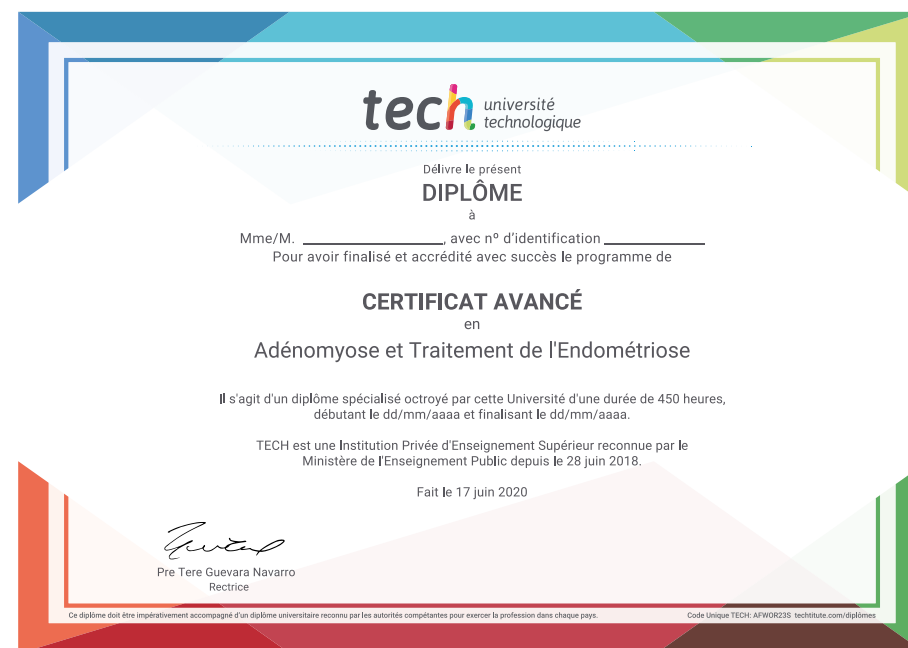 tech université
technologique
Délivre le présent
DIPLÔME
à
Mme/M. ____________________, avec nº d'identification ______________
Pour avoir finalisé et accrédité avec succès le programme de
CERTIFICAT AVANCÉ
en
Adénomyose et Traitement de l'Endométriose
Il s'agit d'un diplôme spécialisé octroyé par cette Université d'une durée de 450 heures,
débutant le dd/mm/aaaa et finalisant le dd/mm/aaaa.
TECH est une Institution Privée d'Enseignement Supérieur reconnue par le
Ministère de l'Enseignement Public depuis le 28 juin 2018.
Fait le 17 juin 2020
Pre Tere Guevara Navarro
Rectrice
Ce diplôme doit être impérativement accompagné d'un diplôme universitaire reconnu par les autorités compétentes pour exercer la profession dans chaque pays. Code Unique TECH: AFWOR23S techtitute.com/diplômes